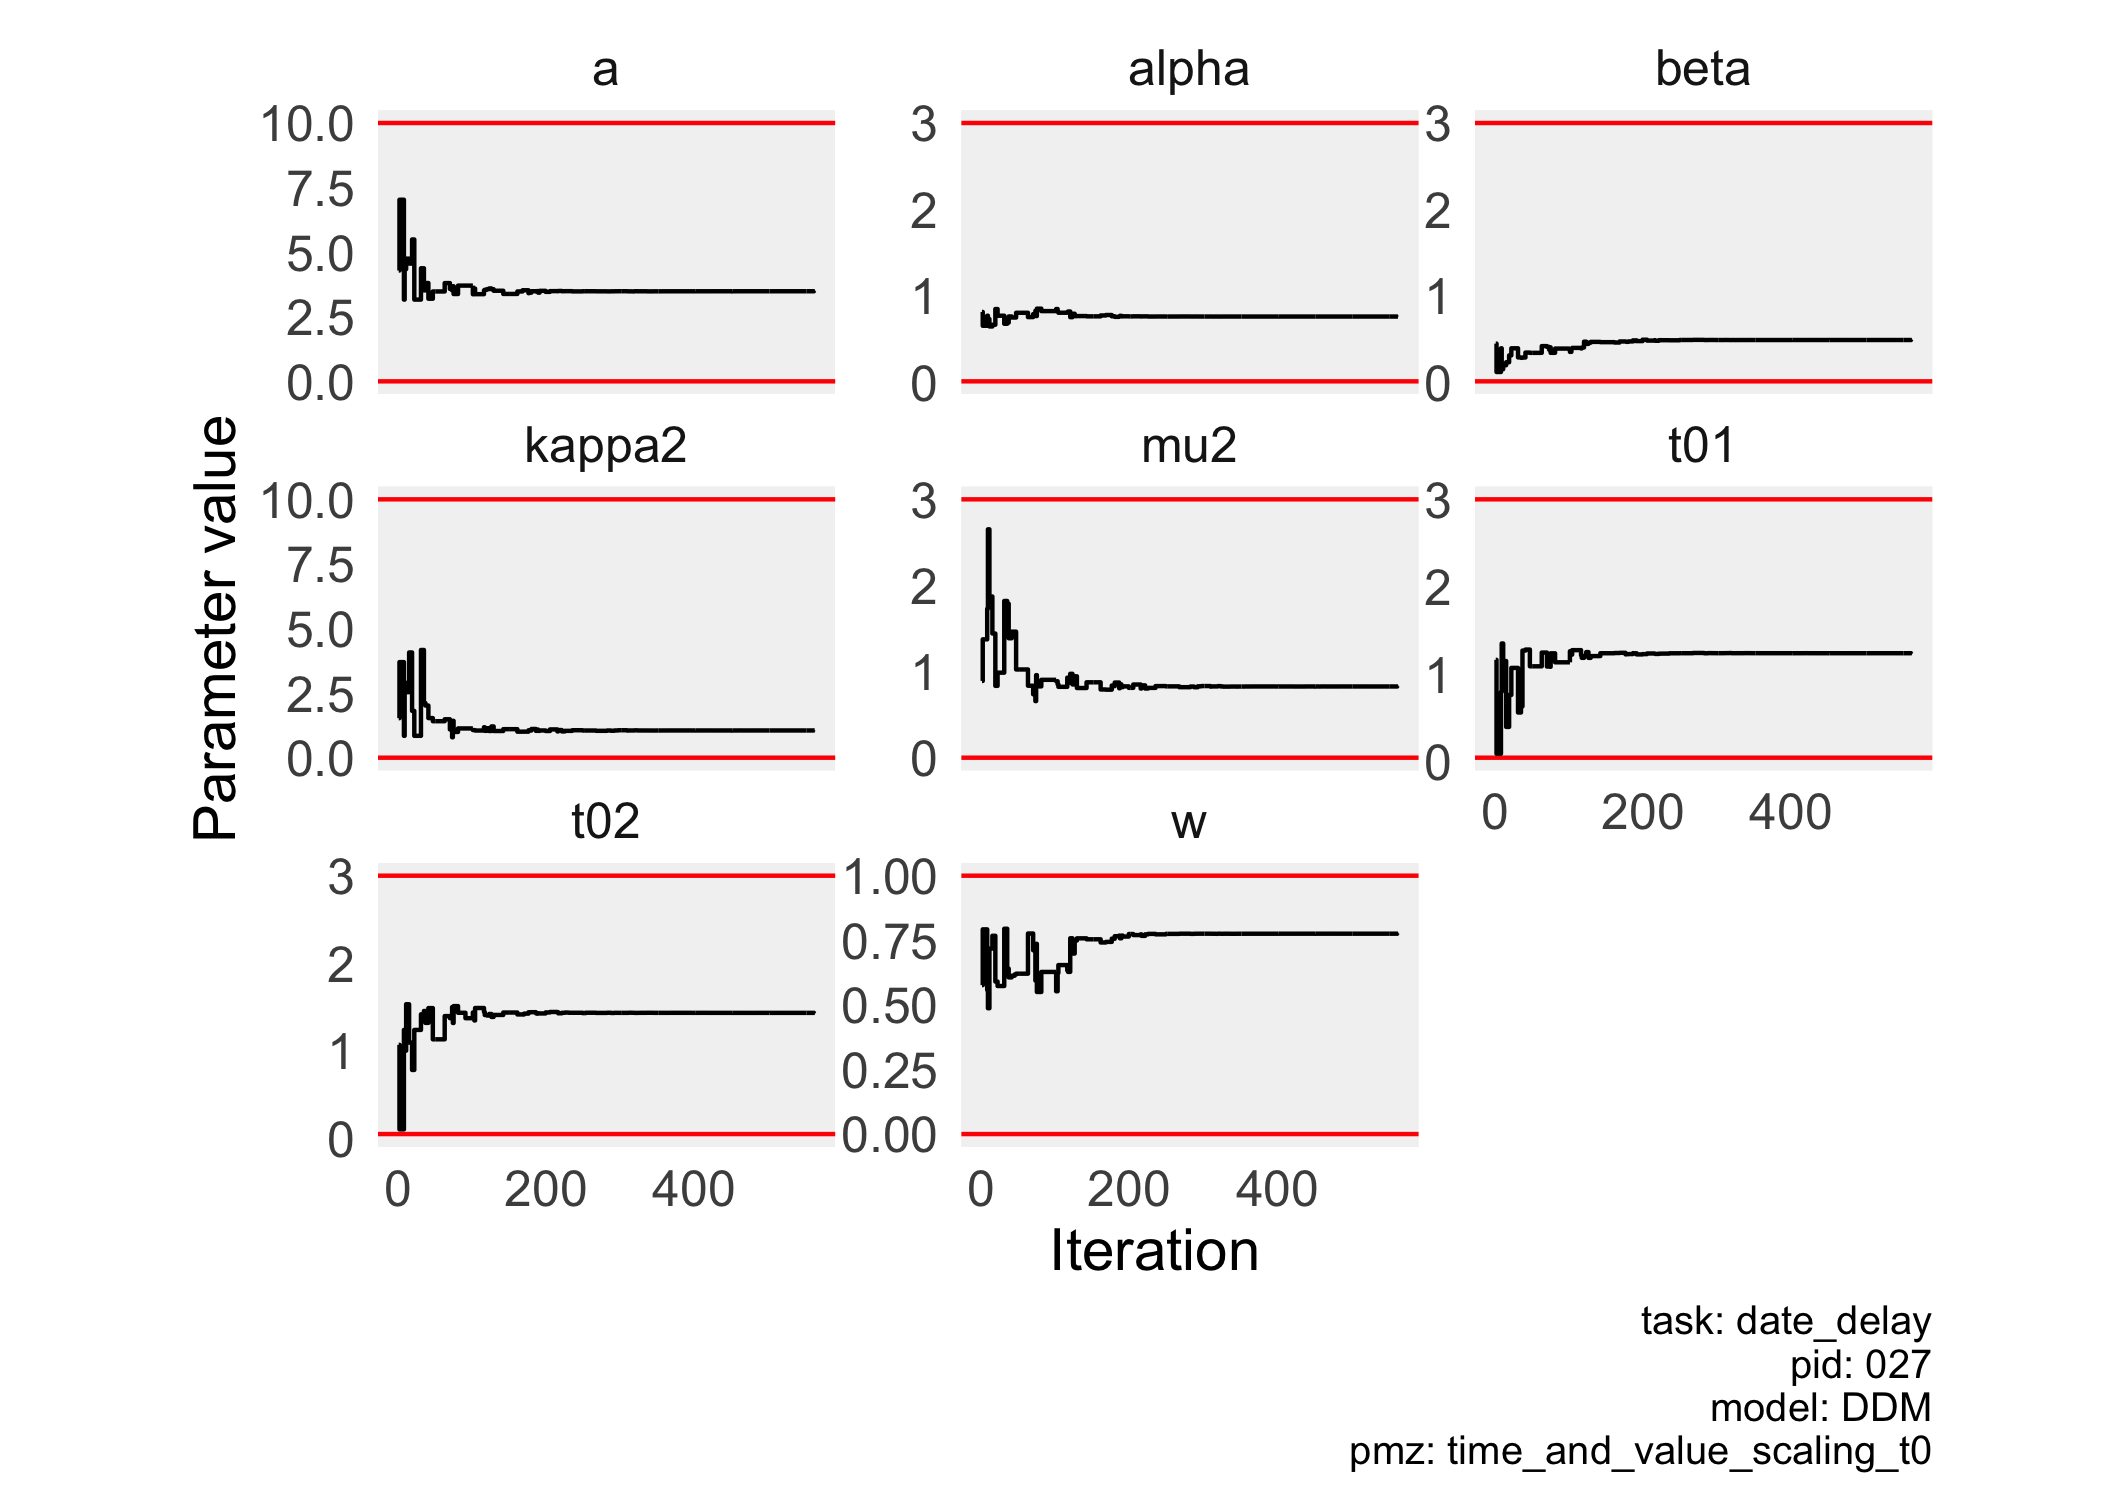 a alpha beta
10.0 3 3
7.5 2 2
5.0 1 1
2.5 0 0
0.0
kappa2 mu2 t01
10.0 3 3
7.5 2 2
5.0 1 1
2.5 0 0
0.0
0 200 400
t02 w
3 1.00
2 0.75
1 0.50
0 0.25
0.00
0 200 400 0 200 400
Parameter value
Iteration
task: date_delay
pid: 027
model: DDM
pmz: time_and_value_scaling_t0